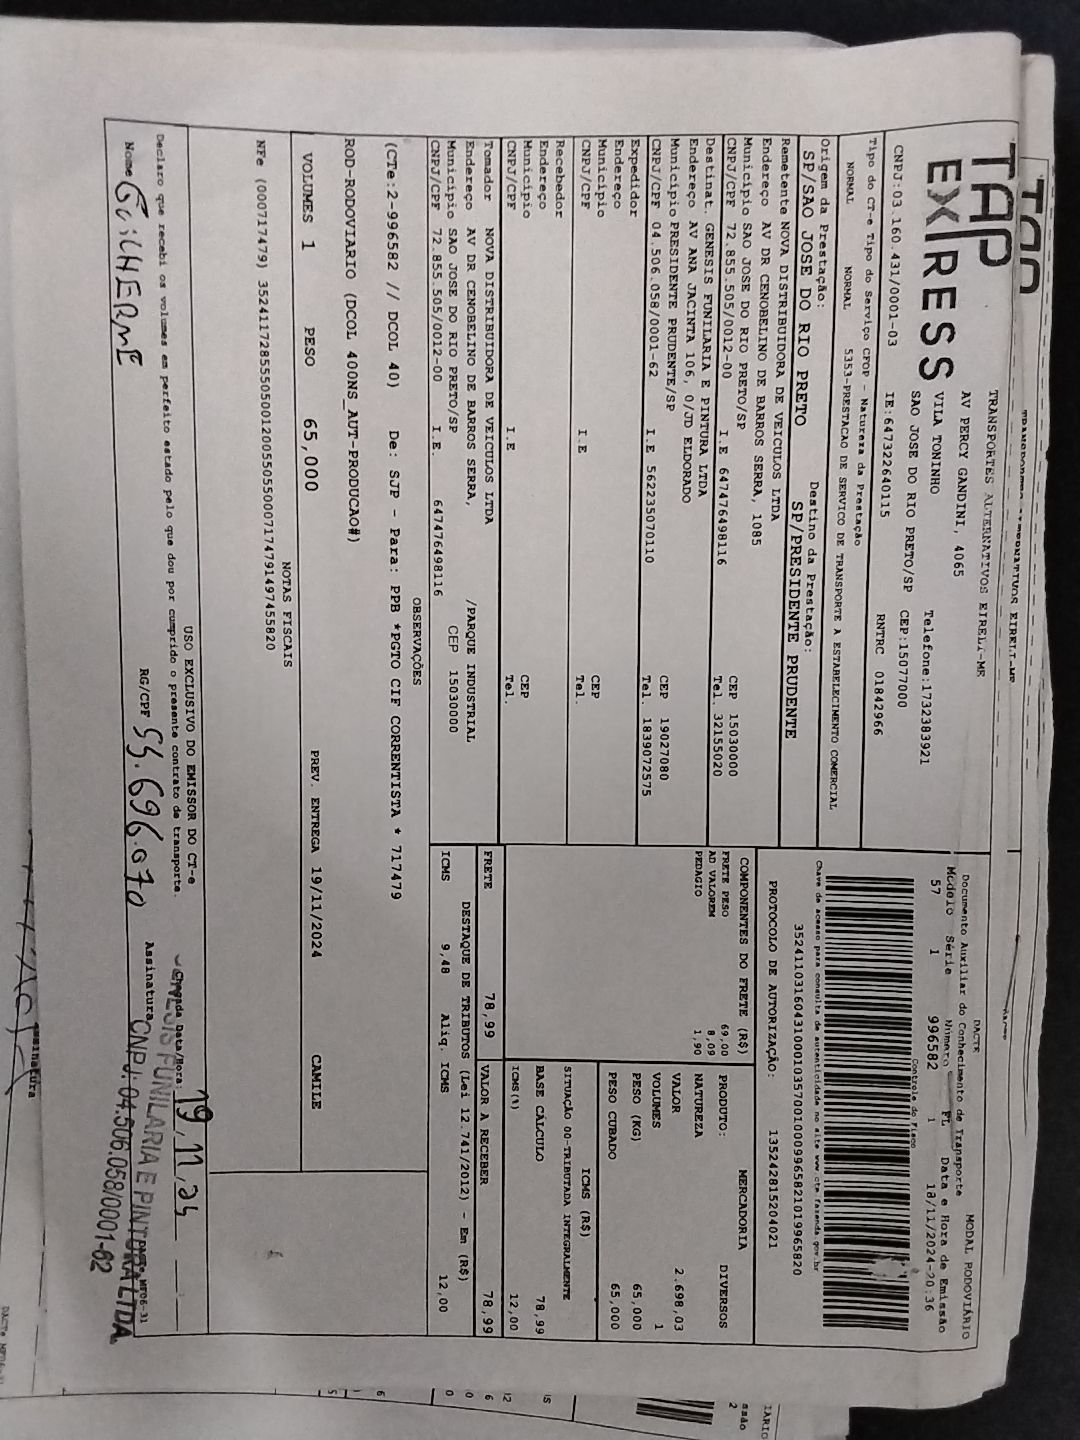 TAP
EXPRESS
TRANSPORTES ALTERNATIVOS EIRELI-ME
AV PERCY GANDINI, 4065
VILA TONINHO Telefone:1732383921
SAO JOSE DO RIO PRETO/SP CEP:15077000
CNPJ:03.160.431/0001-03 IE:647322640115 RNTRC 01842966
Tipo do CT-e Tipo do Serviço CFOP - Natureza da Prestação
NORMAL NORMAL 5353-PRESTACAO DE SERVICO DE TRANSPORTE A ESTABELECIMENTO COMERCIAL
Origem da Prestação: Destino da Prestação:
SP/SAO JOSE DO RIO PRETO SP/PRESIDENTE PRUDENTE
Remetente NOVA DISTRIBUIDORA DE VEICULOS LTDA
Endereço AV DR CENOBELINO DE BARROS SERRA, 1085
Município SAO JOSE DO RIO PRETO/SP CEP 15030000
CNPJ/CPF 72.855.505/0012-00 I.E 647476498116 Tel. 32155020
Destinat. GENESIS FUNILARIA E PINTURA LTDA
Endereço AV ANA JACINTA 106, 0/JD ELDORADO
Município PRESIDENTE PRUDENTE/SP CEP 19027080
CNPJ/CPF 04.506.058/0001-62 I.E 562235070110 Tel. 1839072575
Expedidor
Endereço
Município CEP
CNPJ/CPF I.E Tel.
Recebedor
Endereço
Município CEP
CNPJ/CPF I.E Tel.
Tomador NOVA DISTRIBUIDORA DE VEICULOS LTDA
Endereço AV DR CENOBELINO DE BARROS SERRA, /PARQUE INDUSTRIAL
Município SAO JOSE DO RIO PRETO/SP CEP 15030000
CNPJ/CPF 72.855.505/0012-00 I.E. 647476498116
DACTE MODAL RODOVIÁRIO
Documento Auxiliar do Conhecimento de Transporte
Modelo Série Número FL Data e Hora de Emissão
57 1 996582 1 18/11/2024-20:36
Controle do Fisco
Chave de acesso para consulta de autenticidade no site www.cte.fazenda.gov.br
35241103160431000103570010009965821019965820
PROTOCOLO DE AUTORIZAÇÃO: 135242815204021
COMPONENTES DO FRETE (R$)
FRETE PESO 69,00
AD VALOREM 8,09
PEDAGIO 1,90
MERCADORIA
PRODUTO: DIVERSOS
NATUREZA
VALOR 2.698,03
VOLUMES 1
PESO (KG) 65,000
PESO CUBADO 65,000
ICMS (R$)
SITUAÇÃO 00-TRIBUTADA INTEGRALMENTE
BASE CÁLCULO 78,99
ICMS(%) 12,00
FRETE 78,99 VALOR A RECEBER 78,99
DESTAQUE DE TRIBUTOS (Lei 12.741/2012) - Em (R$)
ICMS 9,48 Aliq. ICMS 12,00
OBSERVAÇÕES
(CTe:2-996582 // DCOL 40) De: SJP - Para: PPB *PGTO CIF CORRENTISTA * 717479
ROD-RODOVIARIO (DCOL 400NS_AUT-PRODUCAO#)
VOLUMES 1 PESO 65,000 PREV. ENTREGA 19/11/2024 CAMILE
NOTAS FISCAIS
NFe (000717479) 35241172855505001200550550007174791497455820
USO EXCLUSIVO DO EMISSOR DO CT-e
Declaro que recebi os volumes em perfeito estado pelo que dou por cumprido o presente contrato de transporte.
Chegada Data/Hora: 19,11,24
Nome GUILHERME RG/CPF 55.696.070 Assinatura
GENESIS FUNILARIA E PINTURA LTDA.
CNPJ. 04.506.058/0001-62